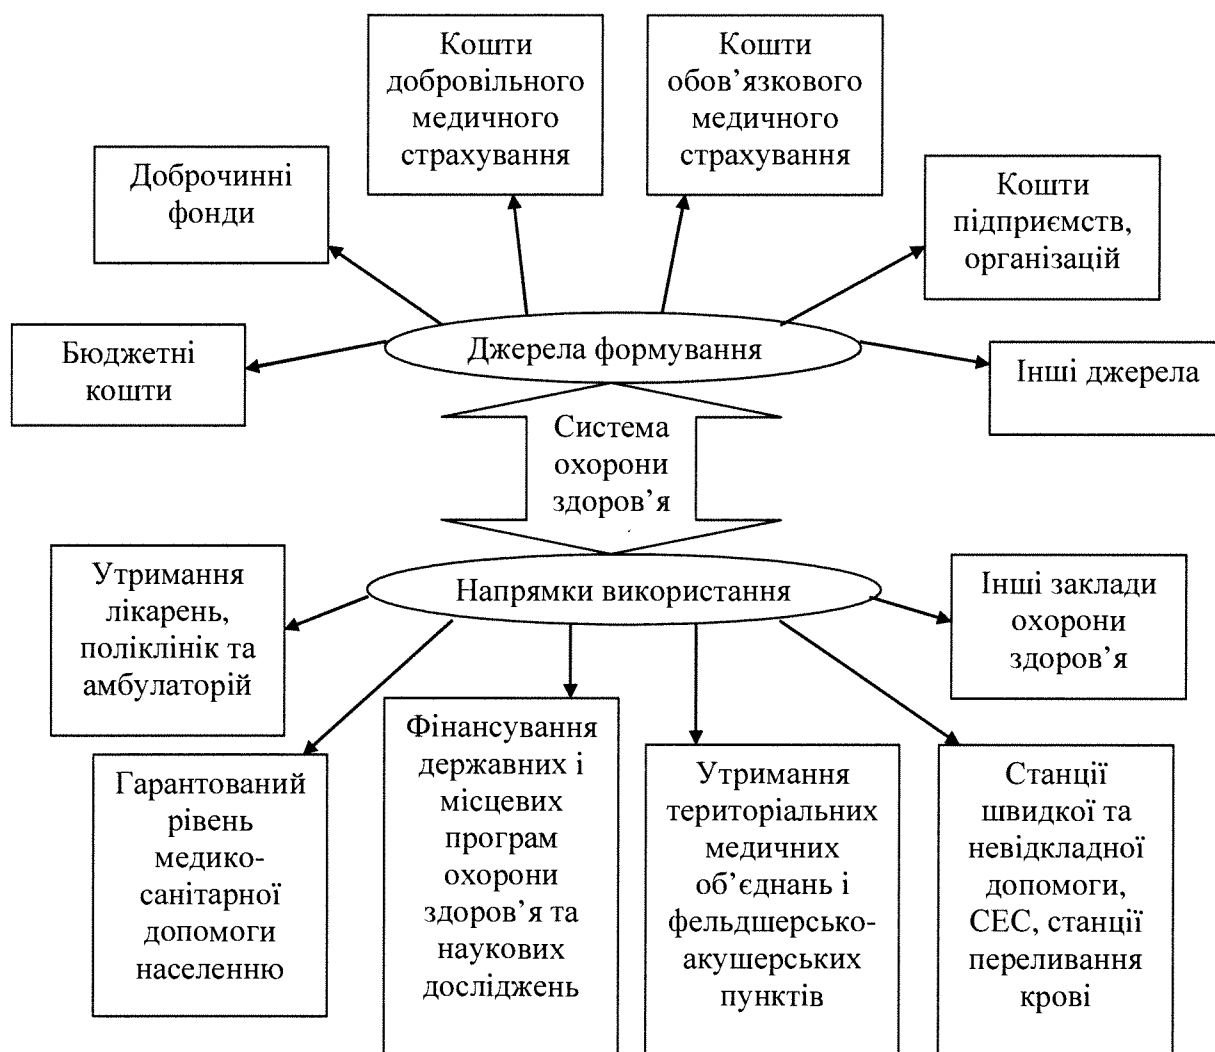 Кошти
добровільного
медичного
страхування
Кошти
обов’язкового
медичного
страхування
Доброчинні
фонди
Кошти
підприємств,
організацій
Бюджетні
кошти
Джерела формування
Інші джерела
Система
охорони
здоров’я
Напрямки використання
Утримання
лікарень,
поліклінік та
амбулаторій
Інші заклади
охорони
здоров’я
Гарантований
рівень
медико-
санітарної
допомоги
населенню
Фінансування
державних і
місцевих
програм
охорони
здоров’я та
наукових
досліджень
Утримання
територіальних
медичних
об’єднань і
фельдшерсько-
акушерських
пунктів
Станції
швидкої та
невідкладної
допомоги,
СЕС, станції
переливання
крові